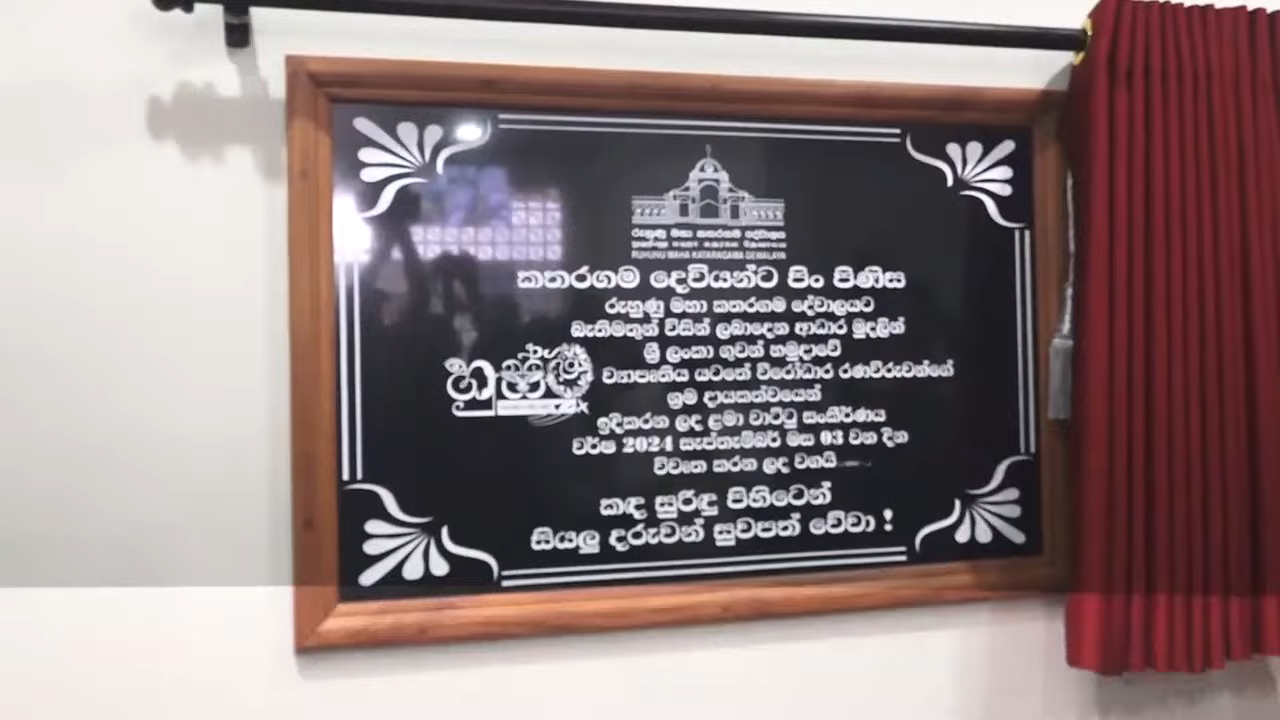 රුහුණු මහා කතරගම දේවාලය
RUHUNU MAHA KATARAGAMA DEWALAYA
කතරගම දෙවියන්ට පිං පිණිස
රුහුණු මහා කතරගම දේවාලයට
බැතිමතුන් විසින් ලබාදෙන ආධාර මුදලින්
ශ්‍රී ලංකා ගුවන් හමුදාවේ
හුස්ම ව්‍යාපෘතිය යටතේ විරෝධාර රණවිරුවන්ගේ
ශ්‍රම දායකත්වයෙන්
ඉදිකරන ලද ළමා වාට්ටු සංකීර්ණය
වර්ෂ 2024 සැප්තැම්බර් මස 03 වන දින
විවෘත කරන ලද වගයි
කඳ සුරිඳු පිහිටෙන්
සියලු දරුවන් සුවපත් වේවා !